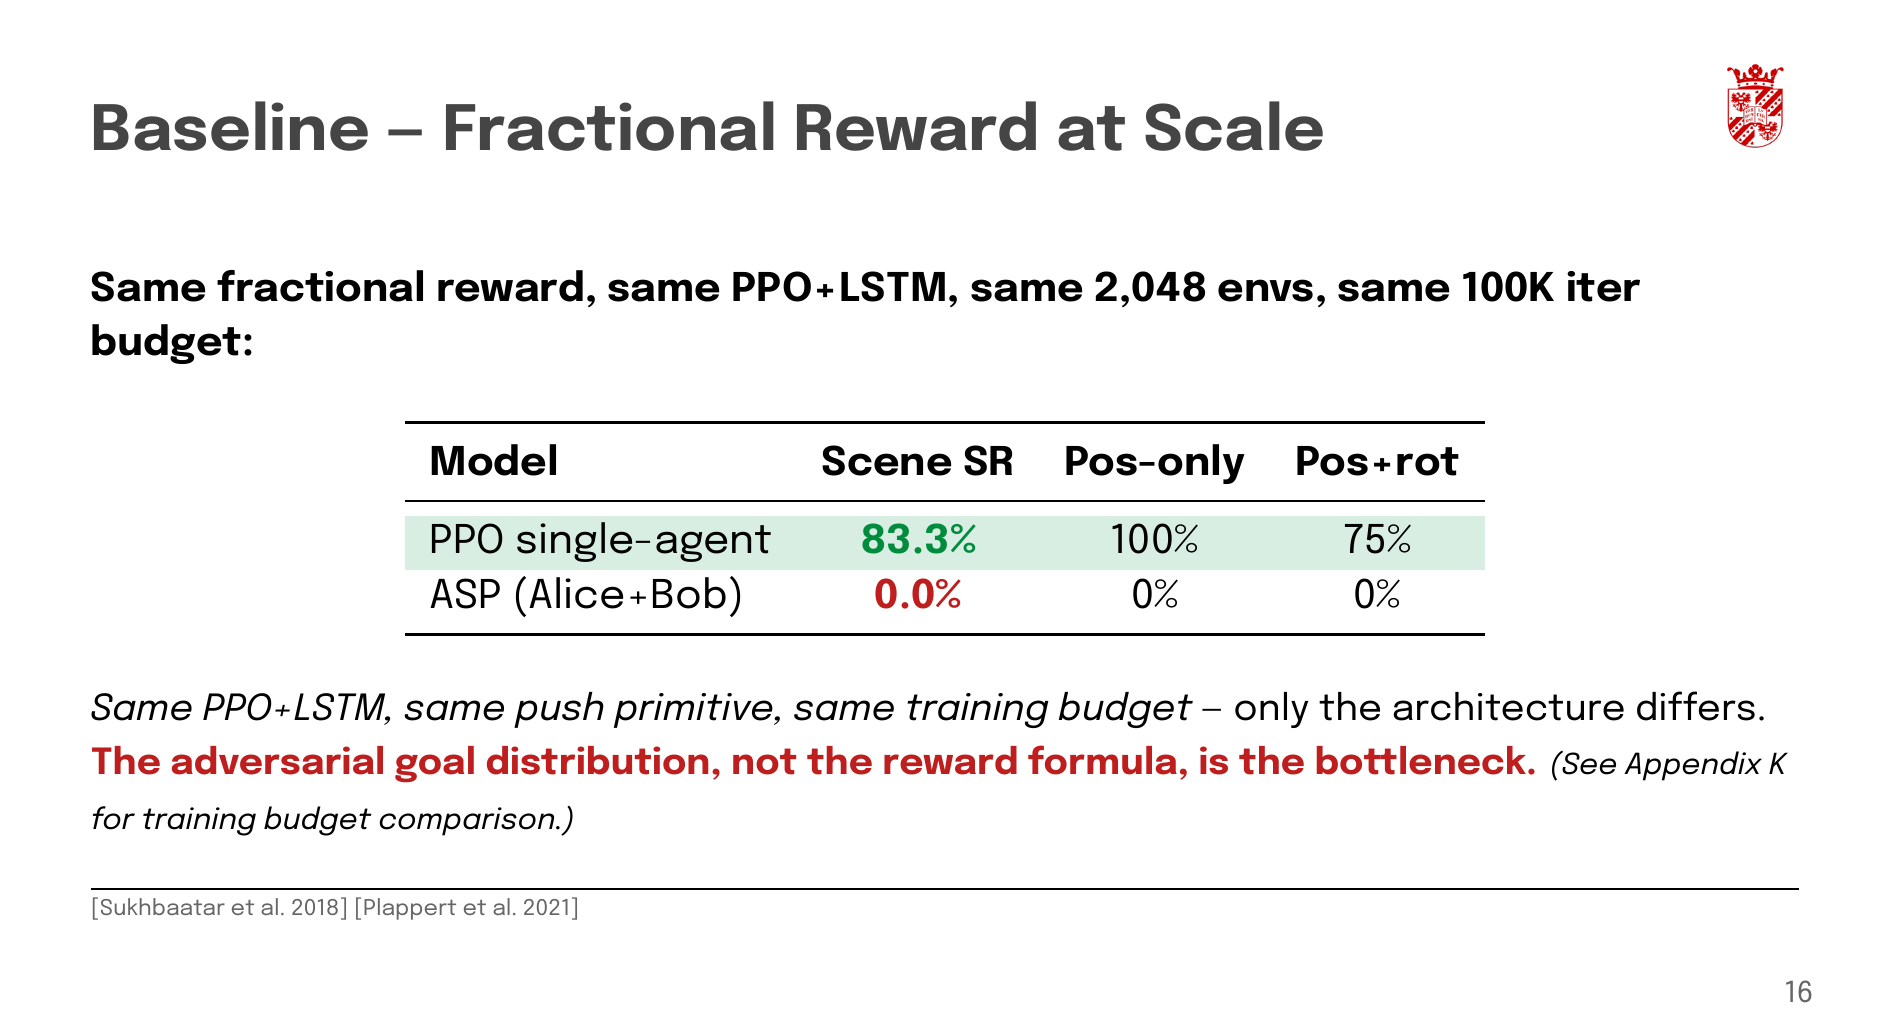 Baseline – Fractional Reward at Scale
Same fractional reward, same PPO+LSTM, same 2,048 envs, same 100K iter
budget:
Model Scene SR Pos-only Pos+rot
PPO single-agent 83.3% 100% 75%
ASP (Alice+Bob) 0.0% 0% 0%
Same PPO+LSTM, same push primitive, same training budget – only the architecture differs.
The adversarial goal distribution, not the reward formula, is the bottleneck. (See Appendix K
for training budget comparison.)
[Sukhbaatar et al. 2018] [Plappert et al. 2021]
16